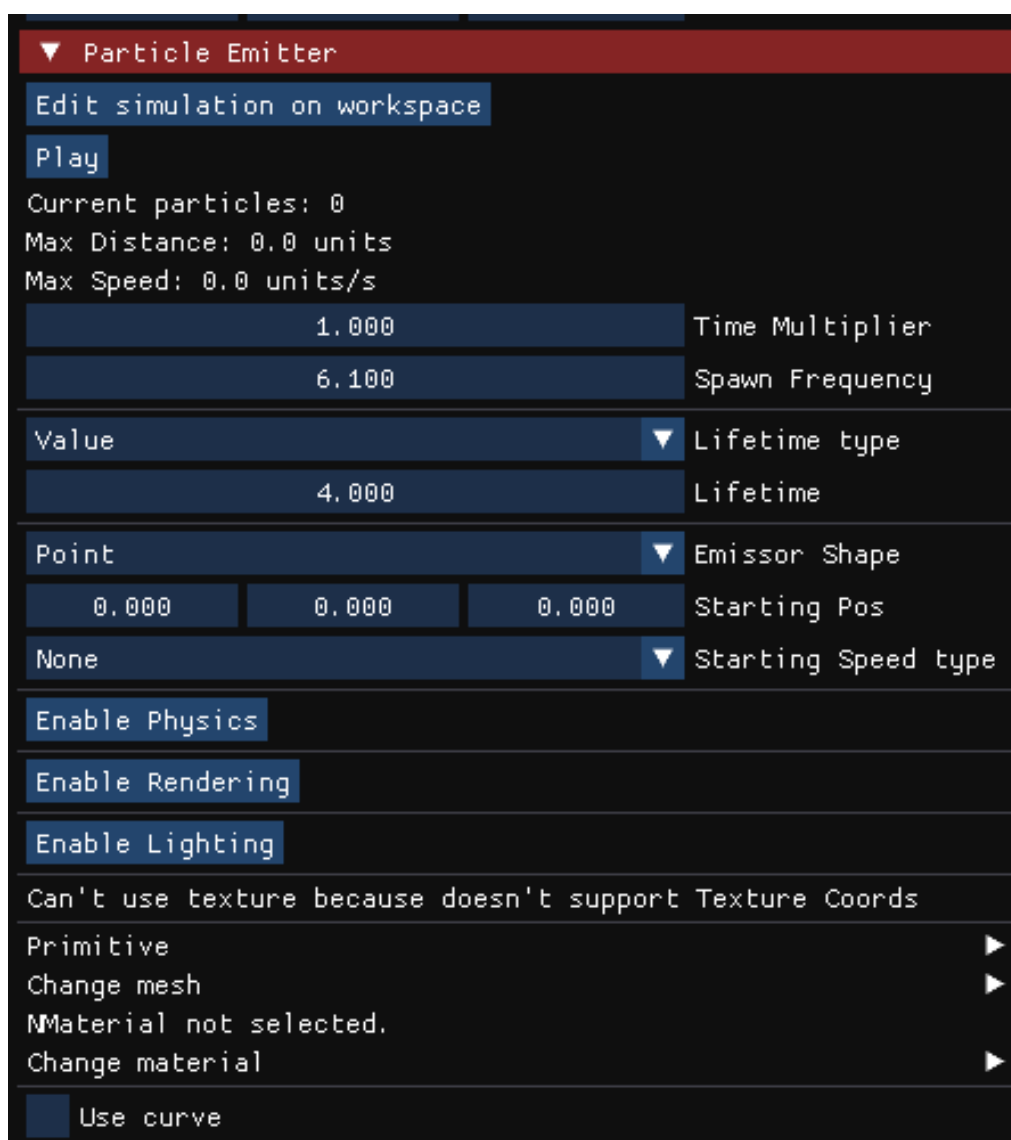 Particle Emitter
Edit simulation on workspace
Play
Current particles: 0
Max Distance: 0.0 units
Max Speed: 0.0 units/s
1.000 Time Multiplier
6.100 Spawn Frequency
Value Lifetime type
4.000 Lifetime
Point Emissor Shape
0.000 0.000 0.000 Starting Pos
None Starting Speed type
Enable Physics
Enable Rendering
Enable Lighting
Can't use texture because doesn't support Texture Coords
Primitive
Change mesh
NMaterial not selected.
Change material
Use curve